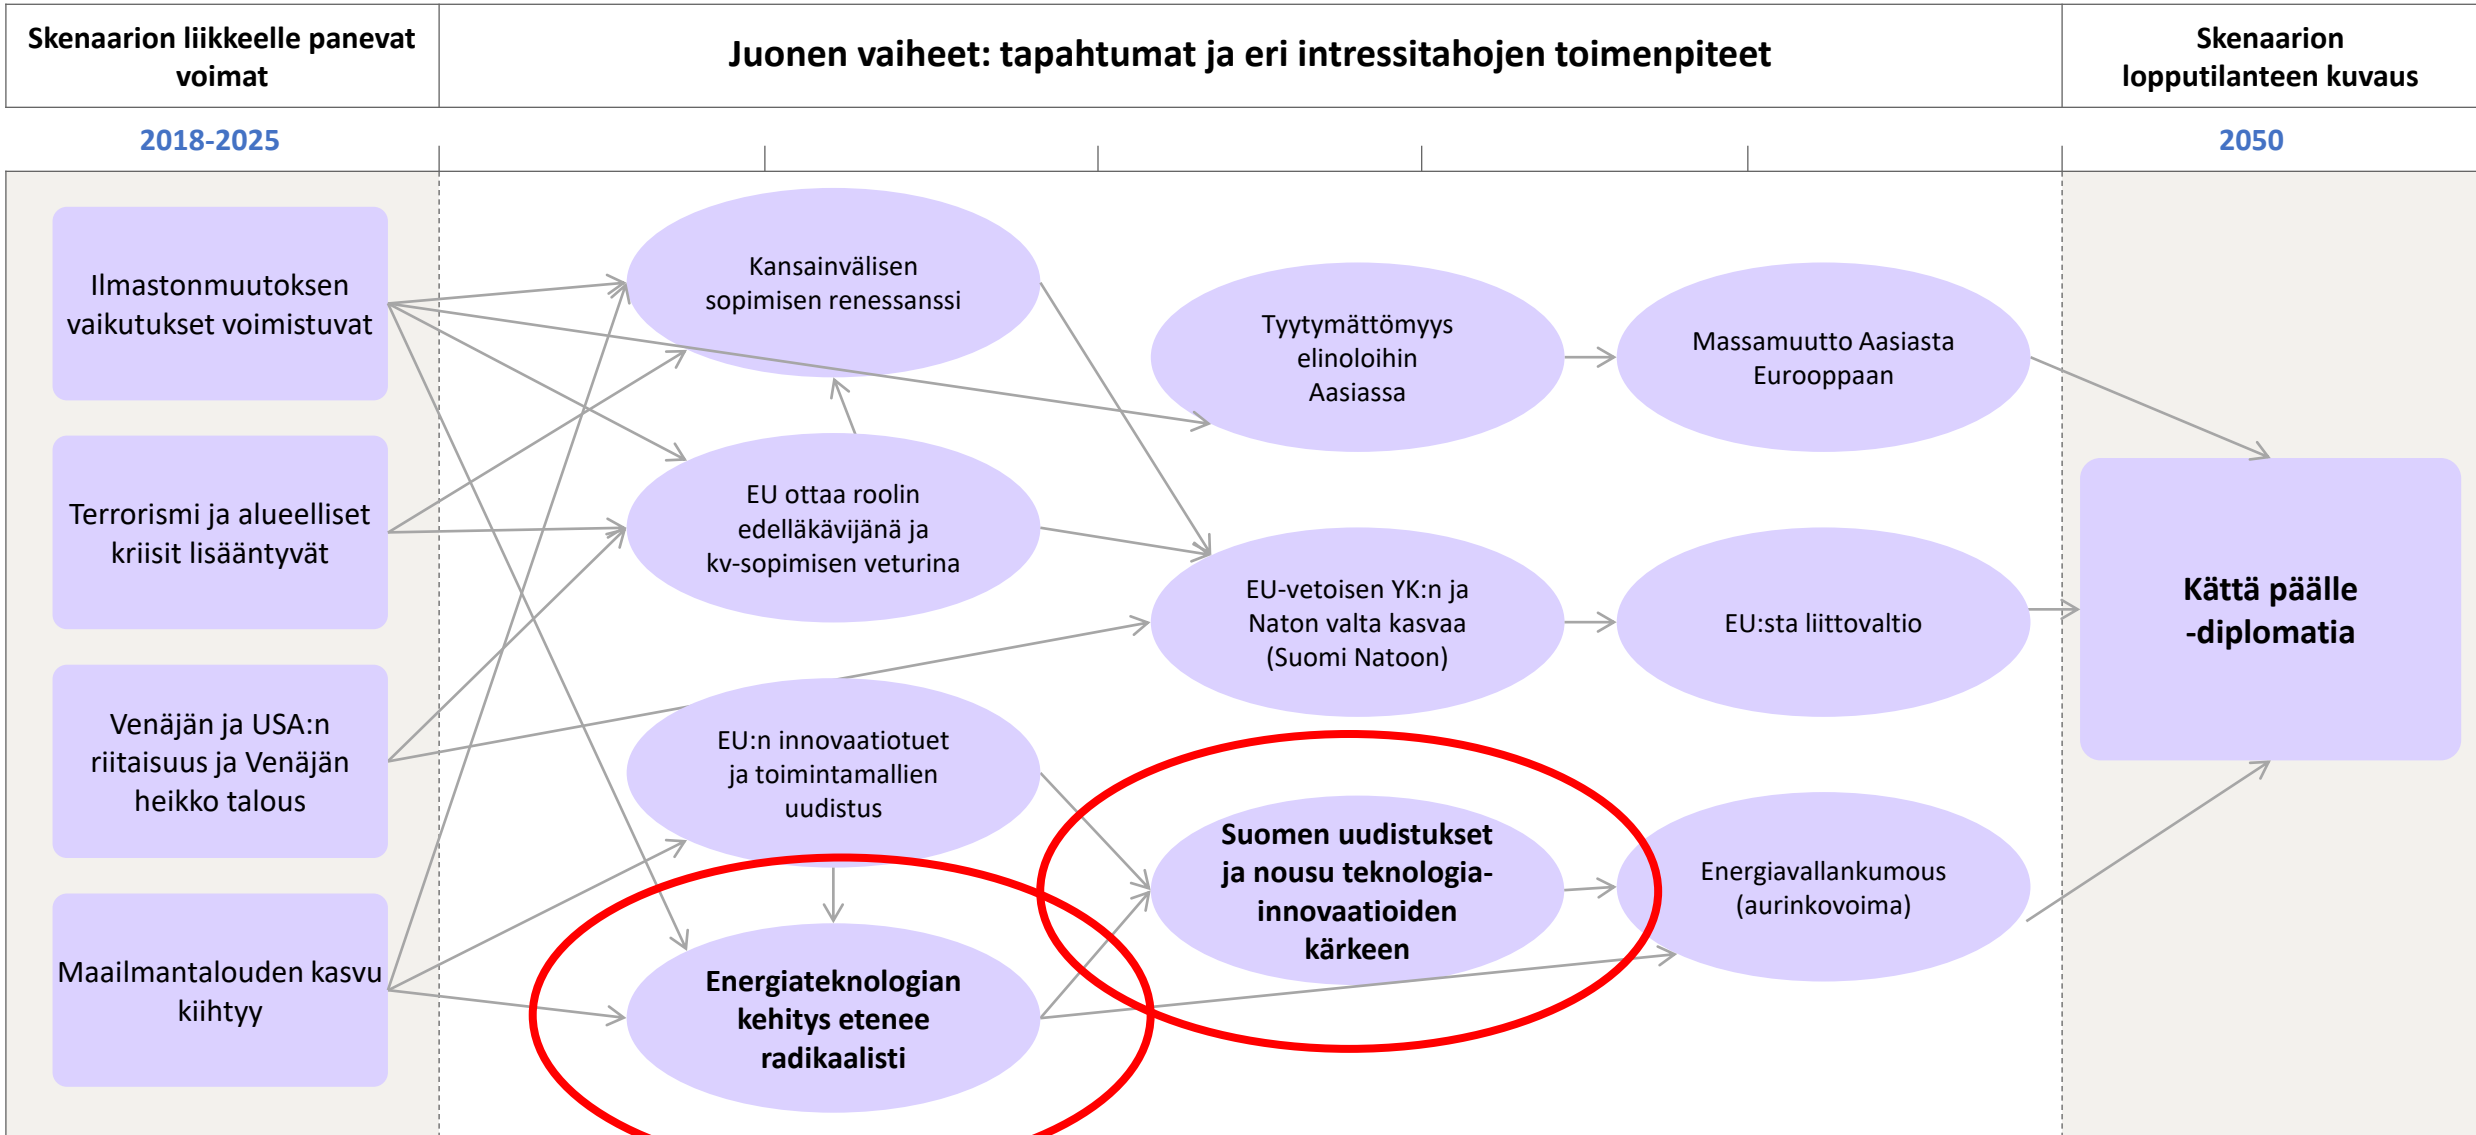 Skenaarion liikkeelle panevat
voimat
Juonen vaiheet: tapahtumat ja eri intressitahojen toimenpiteet
Skenaarion
lopputilanteen kuvaus
2018-2025
2050
Ilmastonmuutoksen
vaikutukset voimistuvat
Terrorismi ja alueelliset
kriisit lisääntyvät
Venäjän ja USA:n
riitaisuus ja Venäjän
heikko talous
Maailmantalouden kasvu
kiihtyy
Kansainvälisen
sopimisen renessanssi
EU ottaa roolin
edelläkävijänä ja
kv-sopimisen veturina
EU:n innovaatiotuet
ja toimintamallien
uudistus
Energiateknologian
kehitys etenee
radikaalisti
Tyytymättömyys
elinoloihin
Aasiassa
EU-vetoisen YK:n ja
Naton valta kasvaa
(Suomi Natoon)
Suomen uudistukset
ja nousu teknologia-
innovaatioiden
kärkeen
Massamuutto Aasiasta
Eurooppaan
EU:sta liittovaltio
Energiavallankumous
(aurinkovoima)
Kättä päälle
-diplomatia